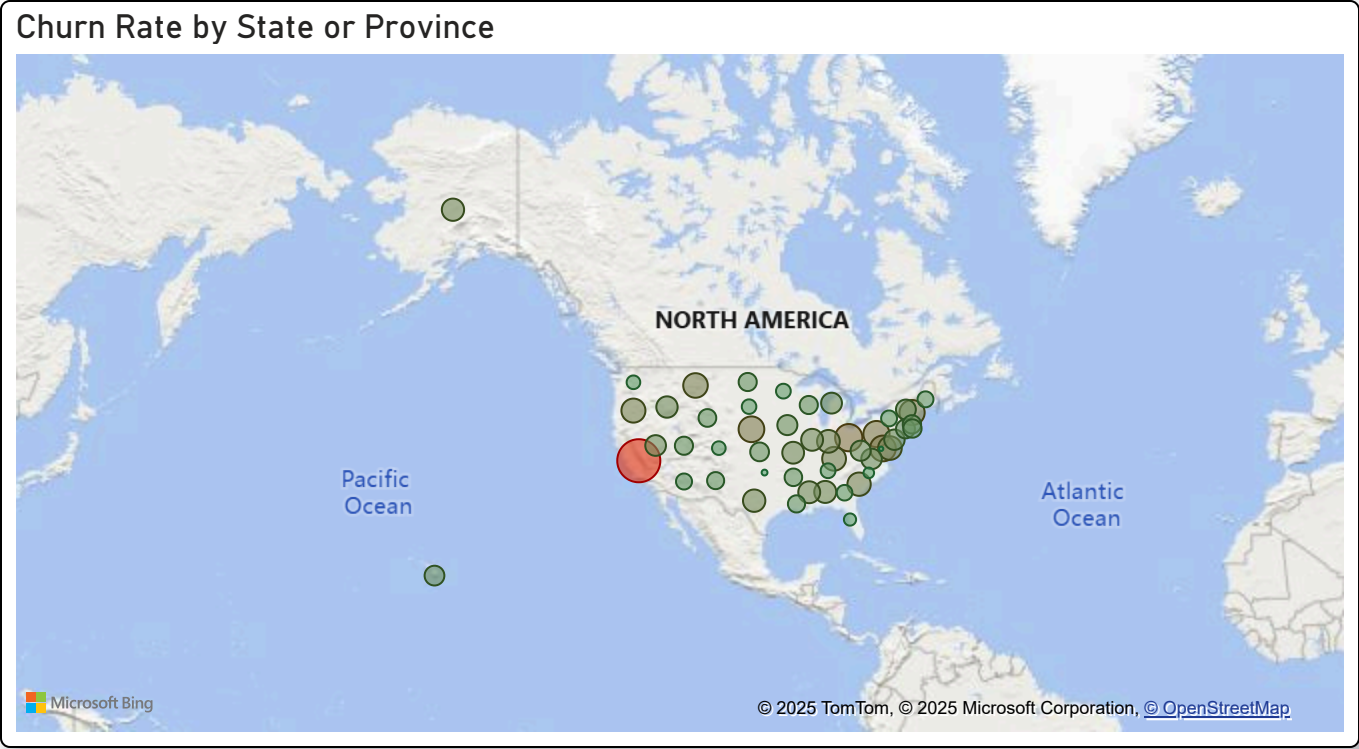 Churn Rate by State or Province
NORTH AMERICA
Pacific
Ocean
Atlantic
Ocean
Microsoft Bing
© 2025 TomTom, © 2025 Microsoft Corporation, © OpenStreetMap